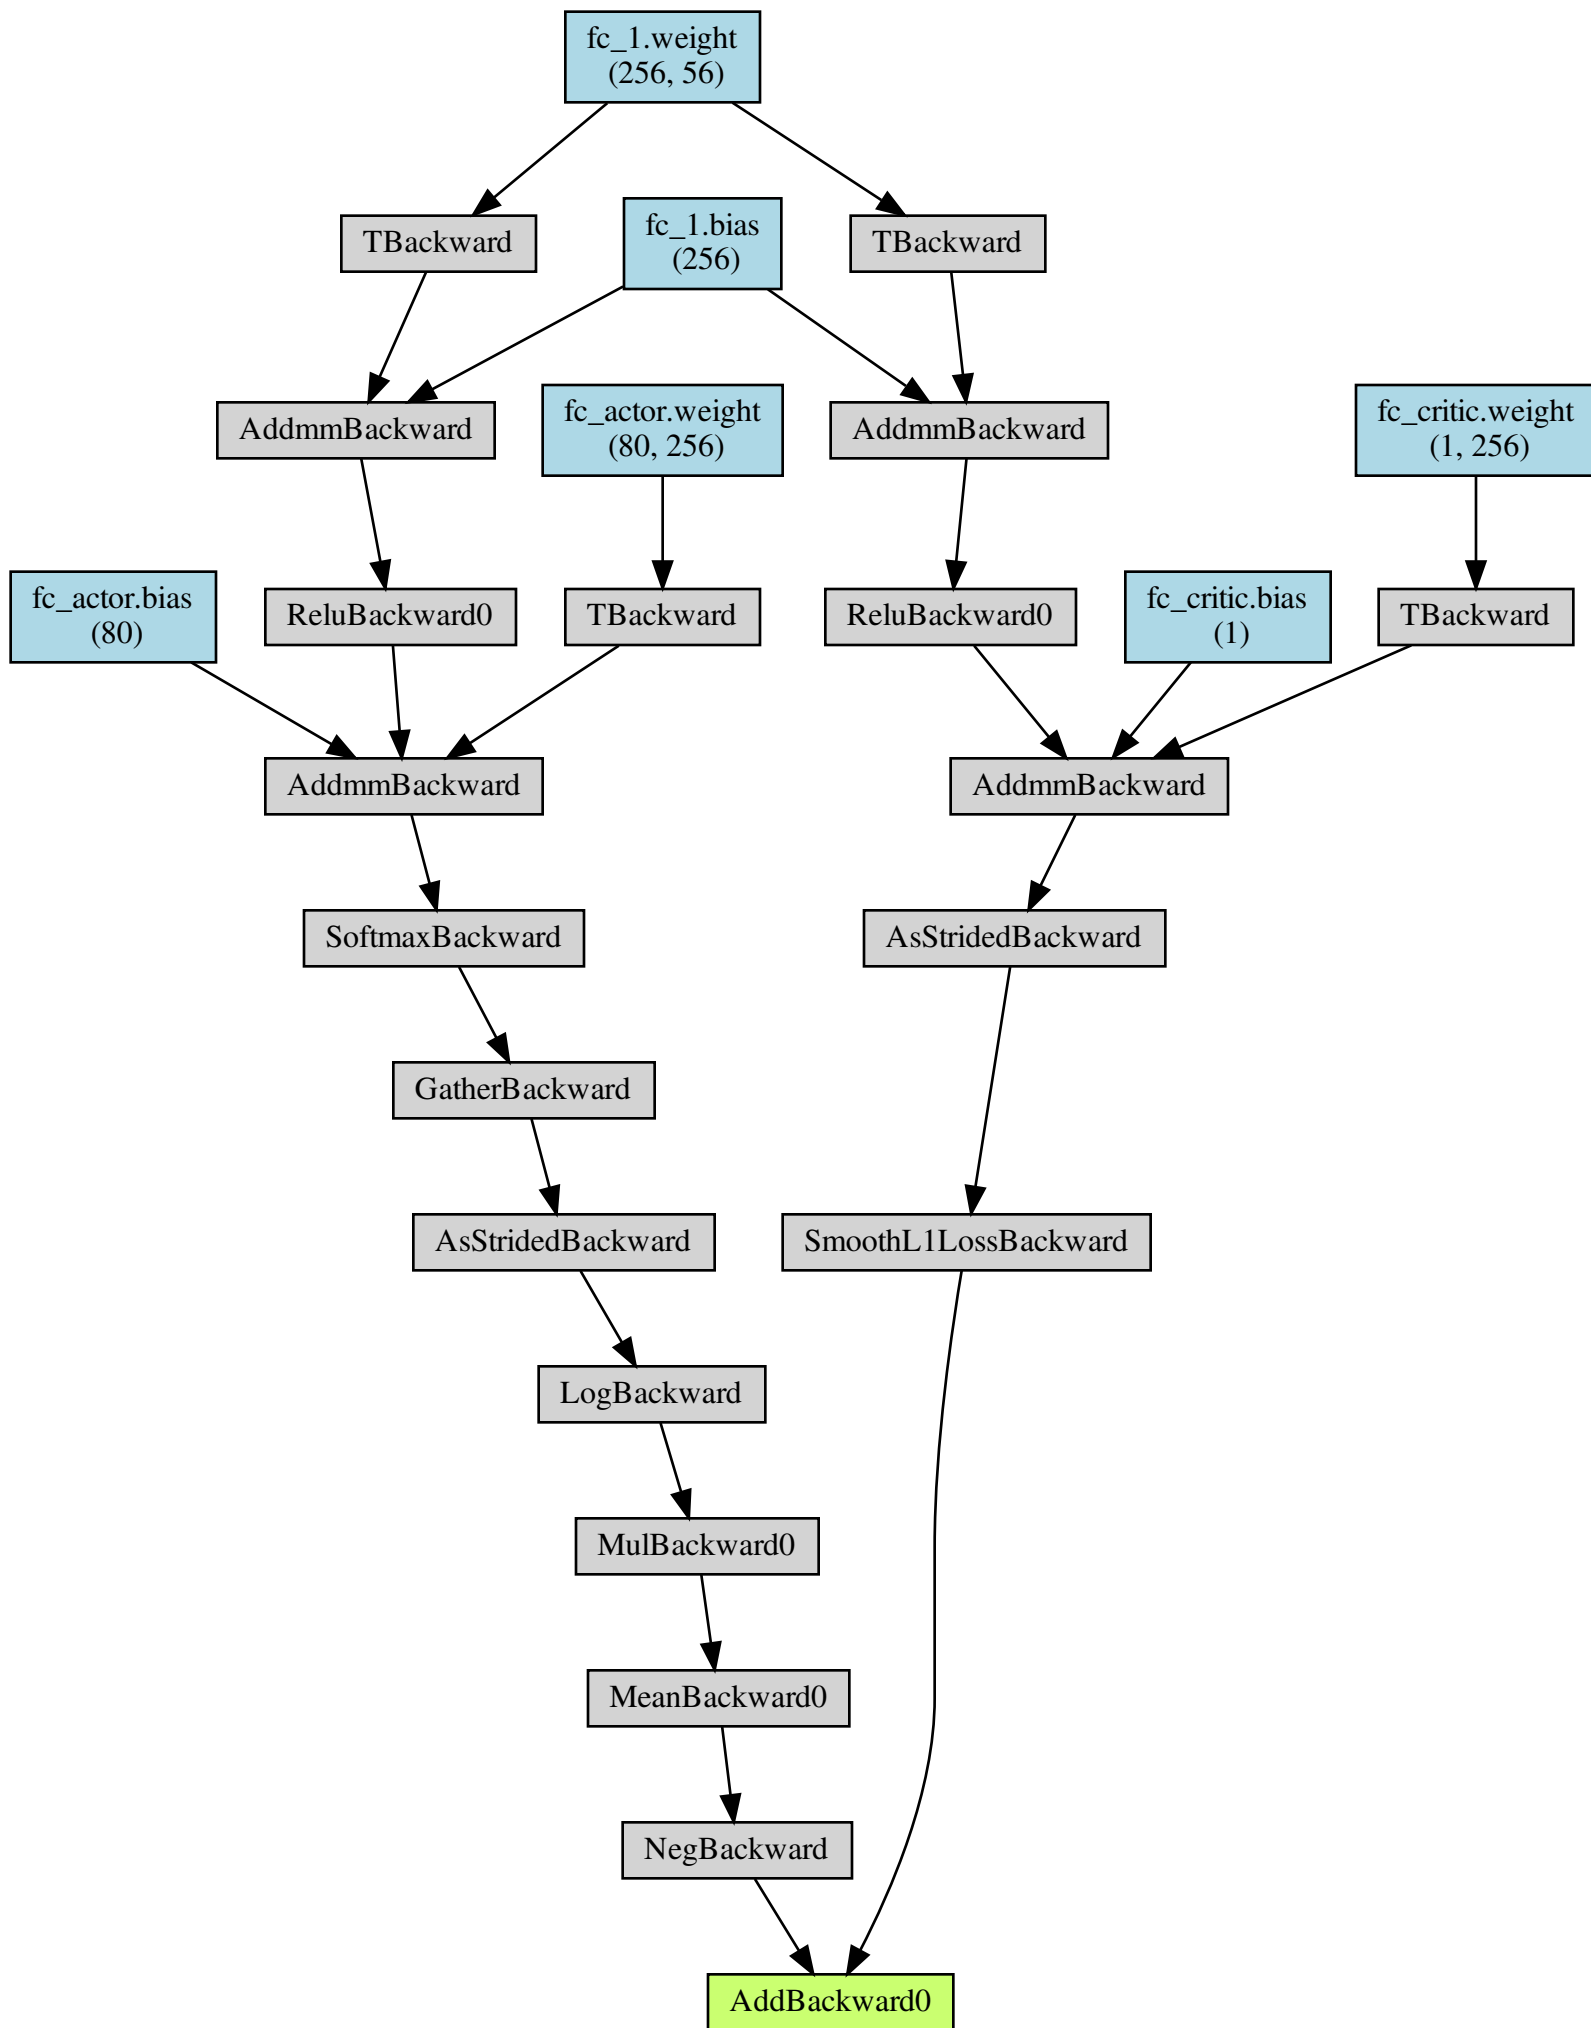 fc_1.weight
(256, 56)
TBackward
fc_1.bias
(256)
TBackward
AddmmBackward
fc_actor.weight
(80, 256)
AddmmBackward
fc_critic.weight
(1, 256)
fc_actor.bias
(80)
ReluBackward0
TBackward
ReluBackward0
fc_critic.bias
(1)
TBackward
AddmmBackward
AddmmBackward
SoftmaxBackward
AsStridedBackward
GatherBackward
AsStridedBackward
SmoothL1LossBackward
LogBackward
MulBackward0
MeanBackward0
NegBackward
AddBackward0